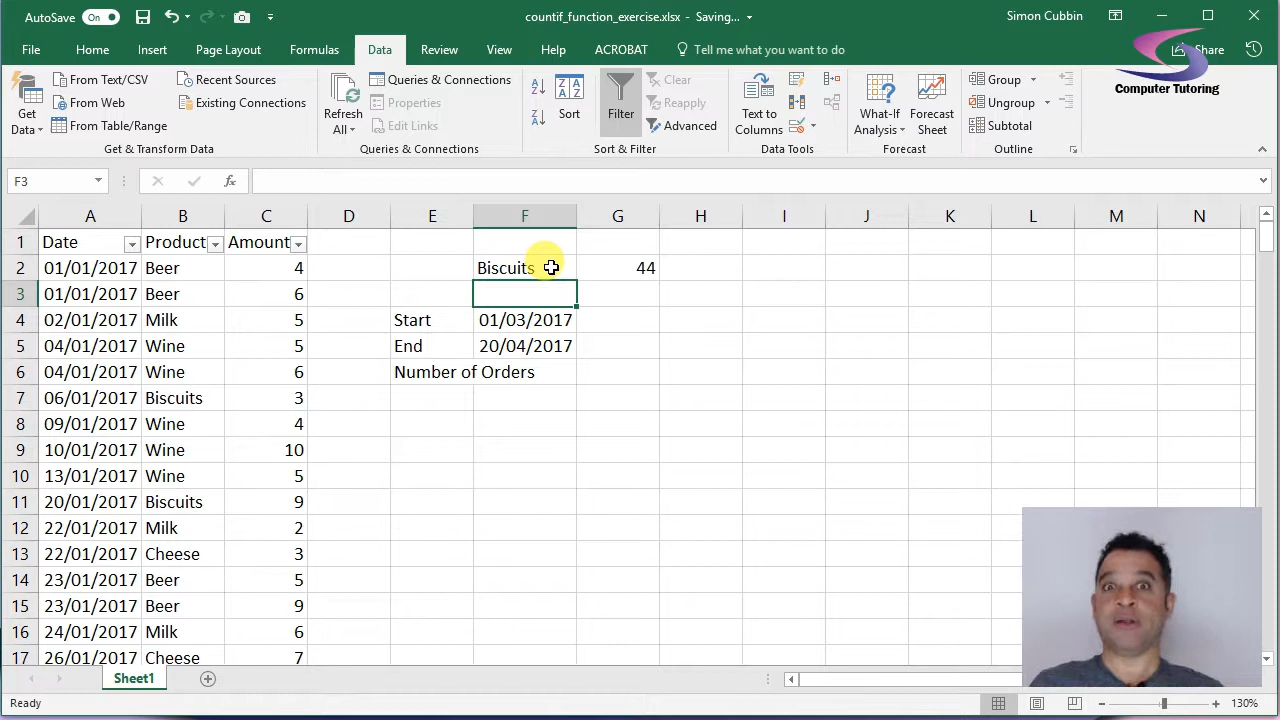 AutoSave On countif_function_exercise.xlsx - Saving... Simon Cubbin
File Home Insert Page Layout Formulas Data Review View Help ACROBAT Tell me what you want to do Share
Computer Tutoring
Get Data
From Text/CSV
From Web
From Table/Range
Recent Sources
Existing Connections
Get & Transform Data
Refresh All
Queries & Connections
Properties
Edit Links
Queries & Connections
Sort
Filter
Clear
Reapply
Advanced
Sort & Filter
Text to Columns
Data Tools
What-If Analysis
Forecast Sheet
Forecast
Group
Ungroup
Subtotal
Outline
F3 fx
A B C D E F G H I J K L M N
1 Date Product Amount
2 01/01/2017 Beer 4 Biscuits 44
3 01/01/2017 Beer 6
4 02/01/2017 Milk 5 Start 01/03/2017
5 04/01/2017 Wine 5 End 20/04/2017
6 04/01/2017 Wine 6 Number of Orders
7 06/01/2017 Biscuits 3
8 09/01/2017 Wine 4
9 10/01/2017 Wine 10
10 13/01/2017 Wine 5
11 20/01/2017 Biscuits 9
12 22/01/2017 Milk 2
13 22/01/2017 Cheese 3
14 23/01/2017 Beer 5
15 23/01/2017 Beer 9
16 24/01/2017 Milk 6
17 26/01/2017 Cheese 7
Sheet1
Ready 130%